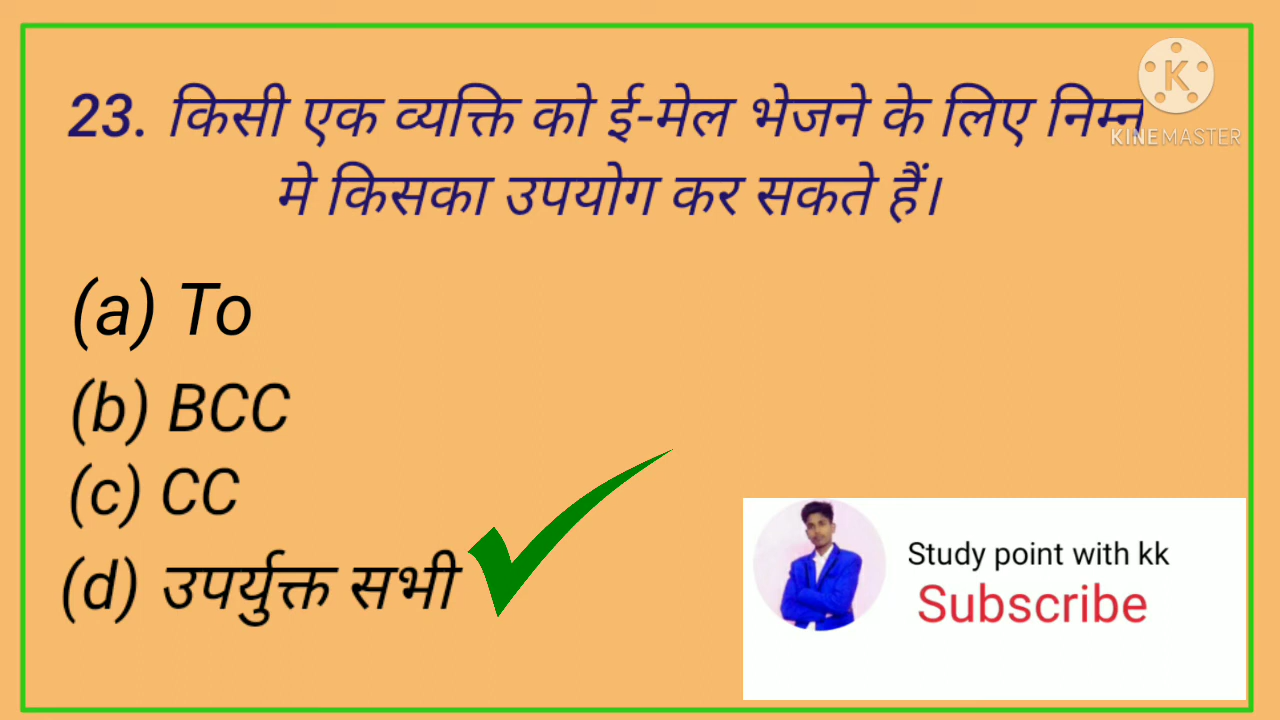 23. किसी एक व्यक्ति को ई-मेल भेजने के लिए निम्न
मे किसका उपयोग कर सकते हैं।
(a) To
(b) BCC
(c) CC
(d) उपर्युक्त सभी
K
KINEMASTER
Study point with kk
Subscribe